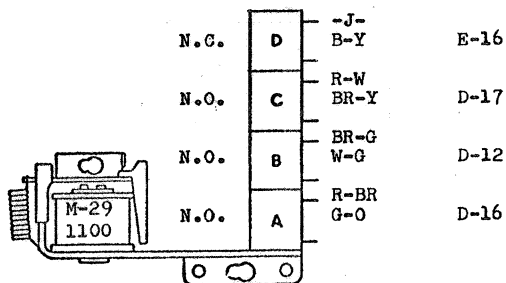 -J-
N.C. D B-Y E-16
R-W
N.O. C BR-Y D-17
BR-G
N.O. B W-G D-12
R-BR
N.O. A G-O D-16
M-29
1100